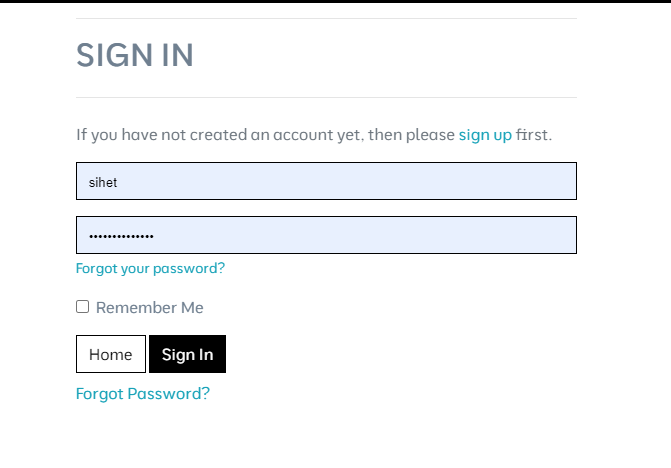 SIGN IN
If you have not created an account yet, then please sign up first.
sihet
••••••••••••••
Forgot your password?
Remember Me
Home Sign In
Forgot Password?